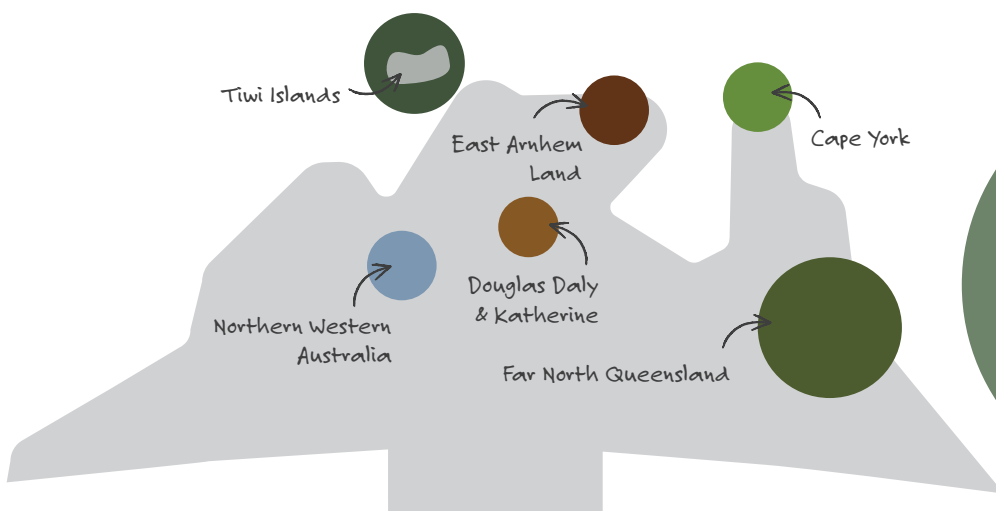 Tiwi Islands
East Arnhem
Land
Cape York
Douglas Daly
& Katherine
Northern Western
Australia
Far North Queensland